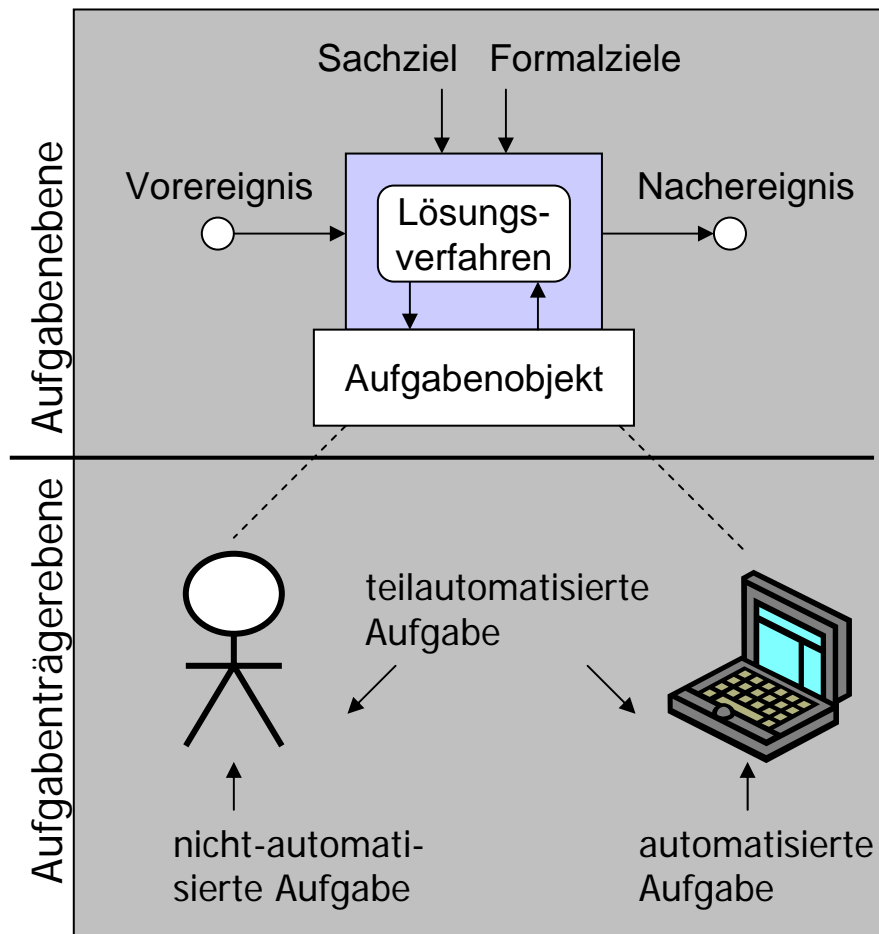 Aufgabenebene
Sachziel Formalziele
Vorereignis
Nachereignis
Lösungs-
verfahren
Aufgabenobjekt
Aufgabenträgerebene
teilautomatisierte
Aufgabe
nicht-automati-
sierte Aufgabe
automatisierte
Aufgabe